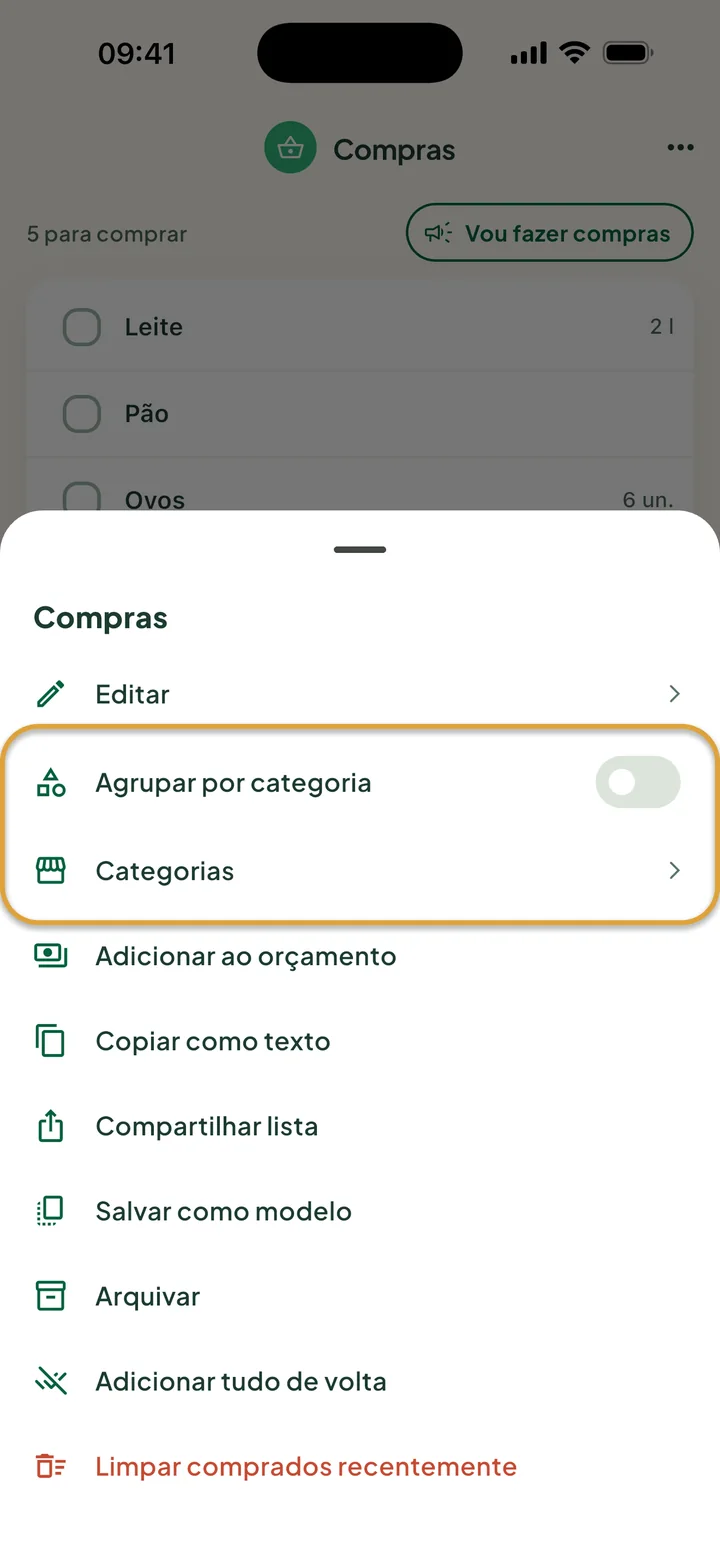 09:41
Compras
5 para comprar
Vou fazer compras
Leite 2 l
Pão
Ovos 6 un.
Compras
Editar
Agrupar por categoria
Categorias
Adicionar ao orçamento
Copiar como texto
Compartilhar lista
Salvar como modelo
Arquivar
Adicionar tudo de volta
Limpar comprados recentemente